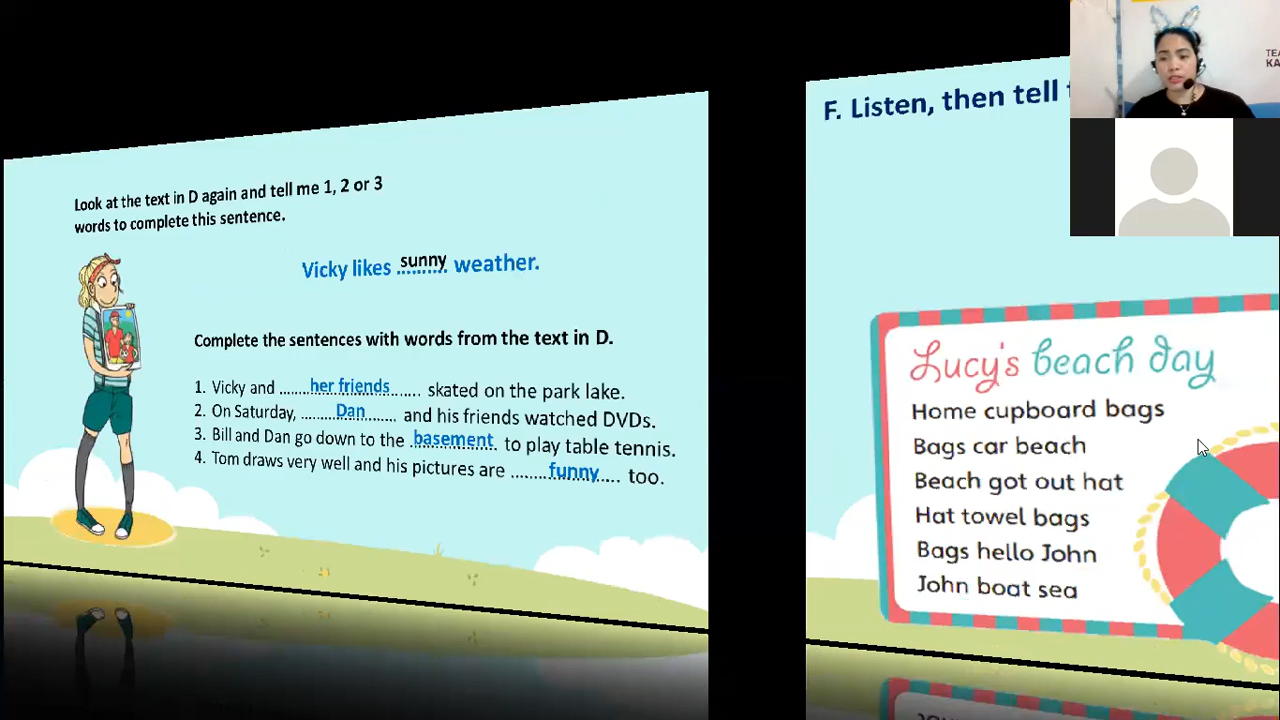 Look at the text in D again and tell me 1, 2 or 3
words to complete this sentence.
Vicky likes sunny weather.
Complete the sentences with words from the text in D.
1. Vicky and ......her friends...... skated on the park lake.
2. On Saturday, .......Dan...... and his friends watched DVDs.
3. Bill and Dan go down to the .basement. to play table tennis.
4. Tom draws very well and his pictures are ........funny..... too.
F. Listen, then tell
Lucy's beach day
Home cupboard bags
Bags car beach
Beach got out hat
Hat towel bags
Bags hello John
John boat sea